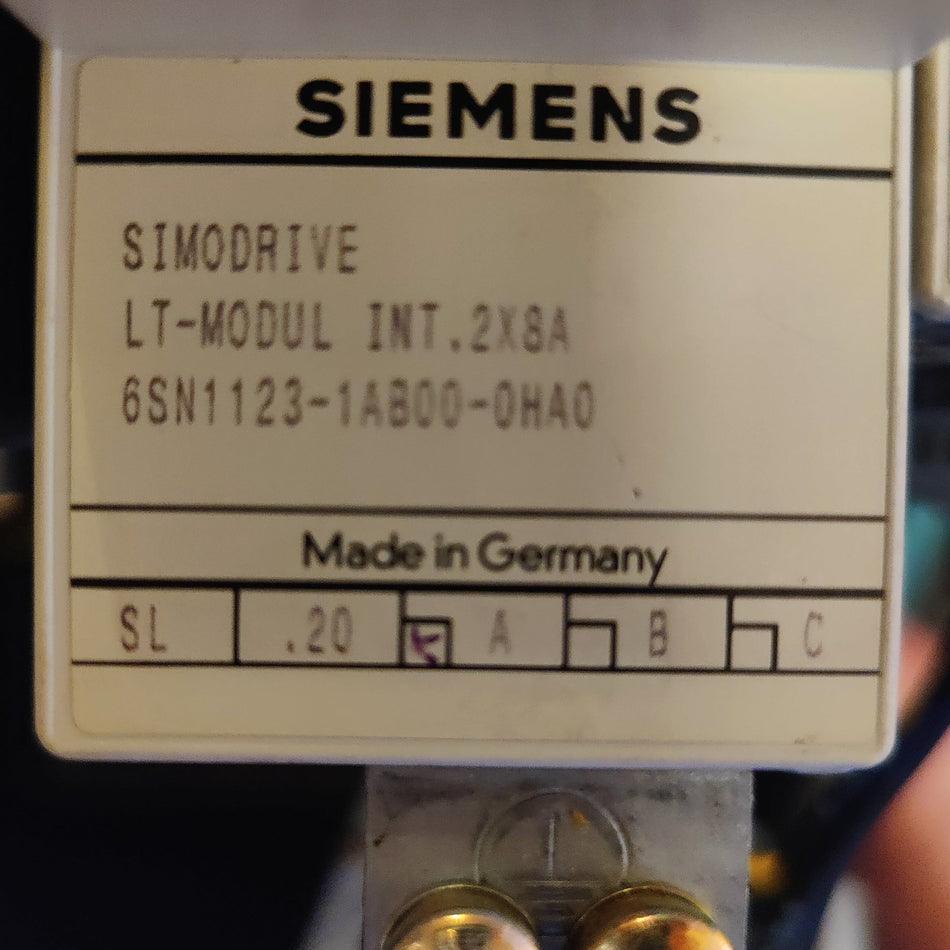 SIEMENS
SIMODRIVE
LT-MODUL INT.2X8A
6SN1123-1AB00-0HA0
Made in Germany
SL .20 A B C